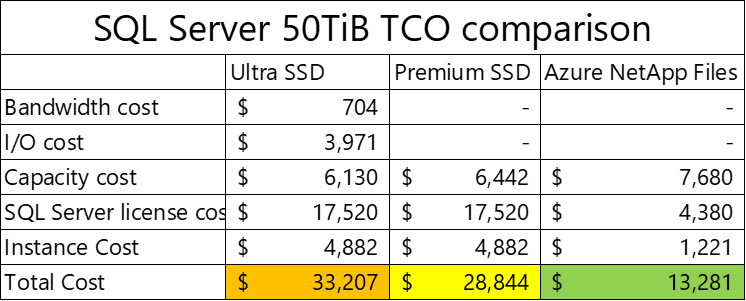 SQL Server 50TiB TCO comparison
Ultra SSD Premium SSD Azure NetApp Files
Bandwidth cost $ 704 - -
I/O cost $ 3,971 - -
Capacity cost $ 6,130 $ 6,442 $ 7,680
SQL Server license cos $ 17,520 $ 17,520 $ 4,380
Instance Cost $ 4,882 $ 4,882 $ 1,221
Total Cost $ 33,207 $ 28,844 $ 13,281